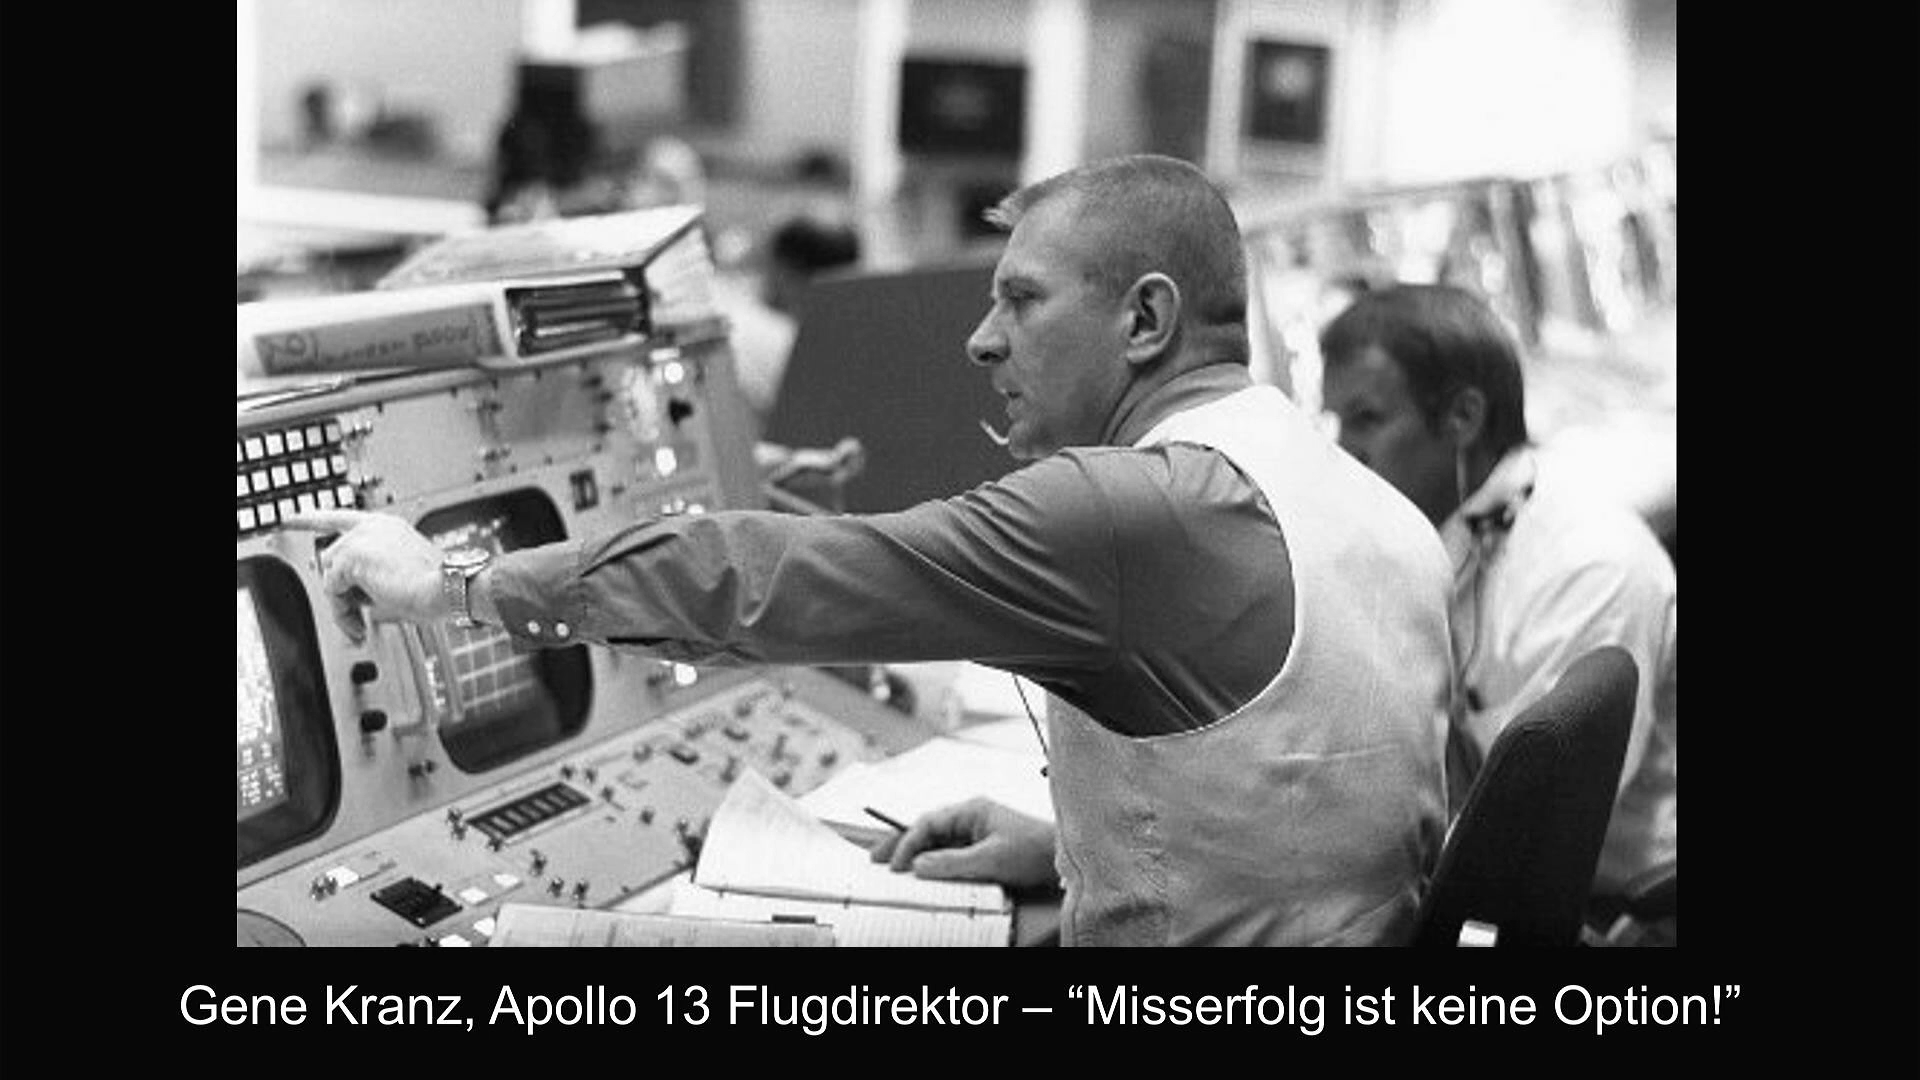 Gene Kranz, Apollo 13 Flugdirektor – “Misserfolg ist keine Option!”